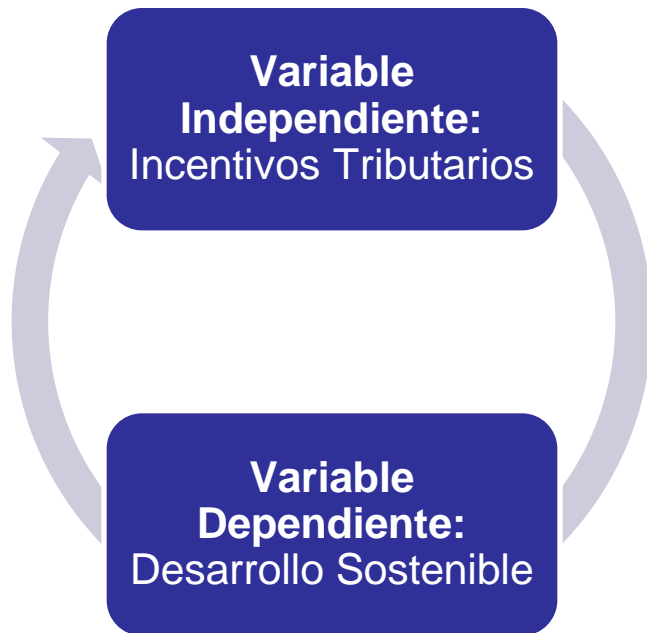 Variable
Independiente:
Incentivos Tributarios
Variable
Dependiente:
Desarrollo Sostenible